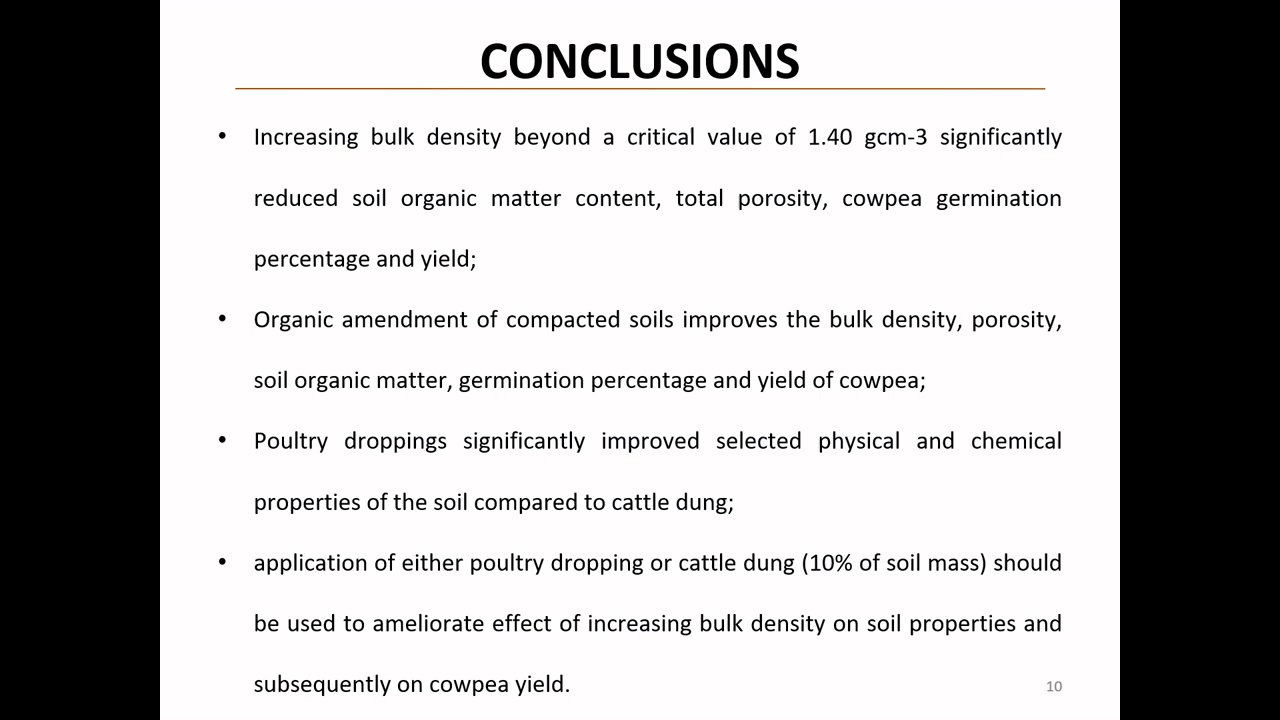 CONCLUSIONS
• Increasing bulk density beyond a critical value of 1.40 gcm-3 significantly
reduced soil organic matter content, total porosity, cowpea germination
percentage and yield;
• Organic amendment of compacted soils improves the bulk density, porosity,
soil organic matter, germination percentage and yield of cowpea;
• Poultry droppings significantly improved selected physical and chemical
properties of the soil compared to cattle dung;
• application of either poultry dropping or cattle dung (10% of soil mass) should
be used to ameliorate effect of increasing bulk density on soil properties and
subsequently on cowpea yield.
10